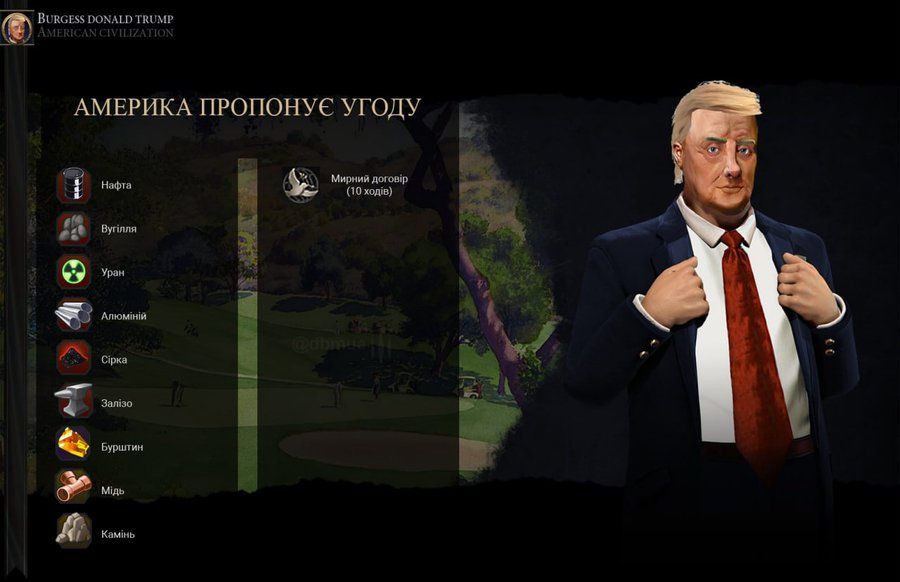 BURGESS DONALD TRUMP
AMERICAN CIVILIZATION
АМЕРИКА ПРОПОНУЄ УГОДУ
Нафта
Вугілля
Уран
Алюміній
Сірка
Залізо
Бурштин
Мідь
Камінь
Мирний договір
(10 ходів)